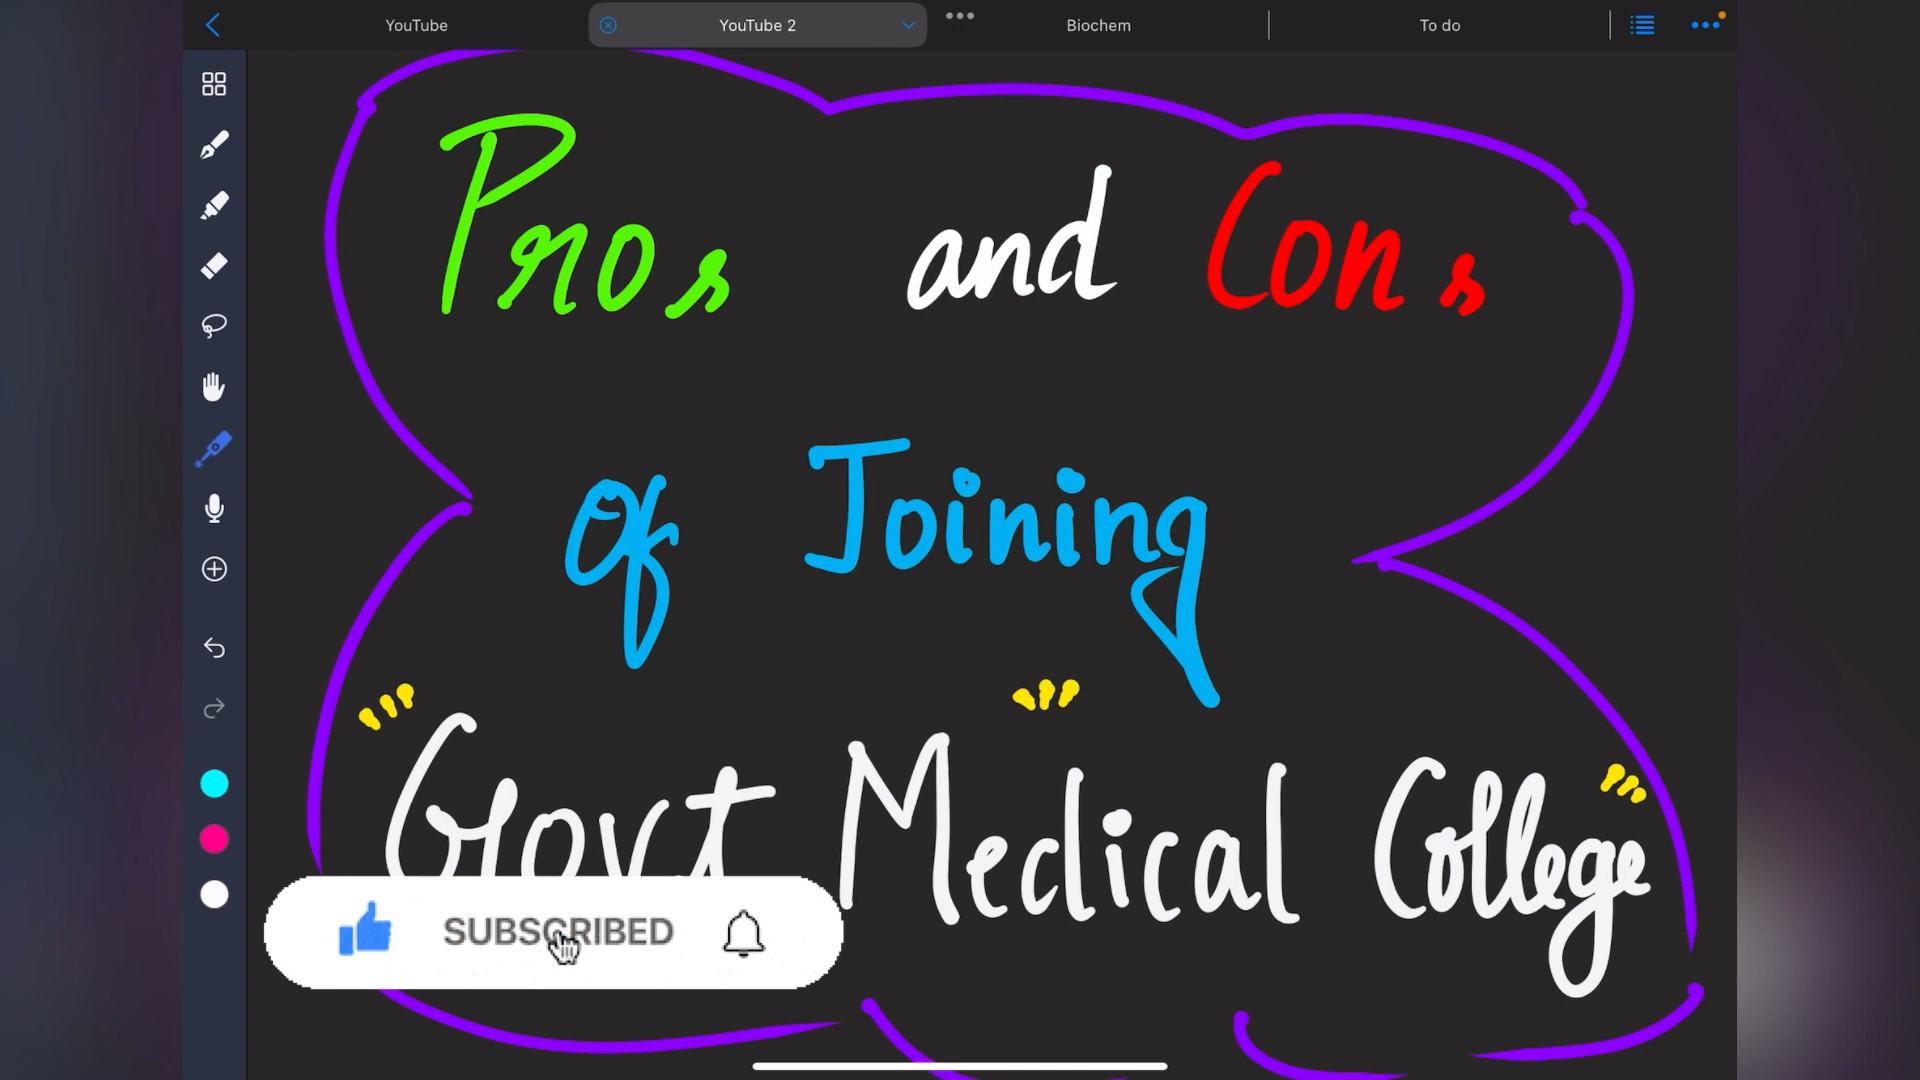 YouTube YouTube 2 Biochem To do
Pros and Cons
of Joining
Govt Medical College
SUBSCRIBED